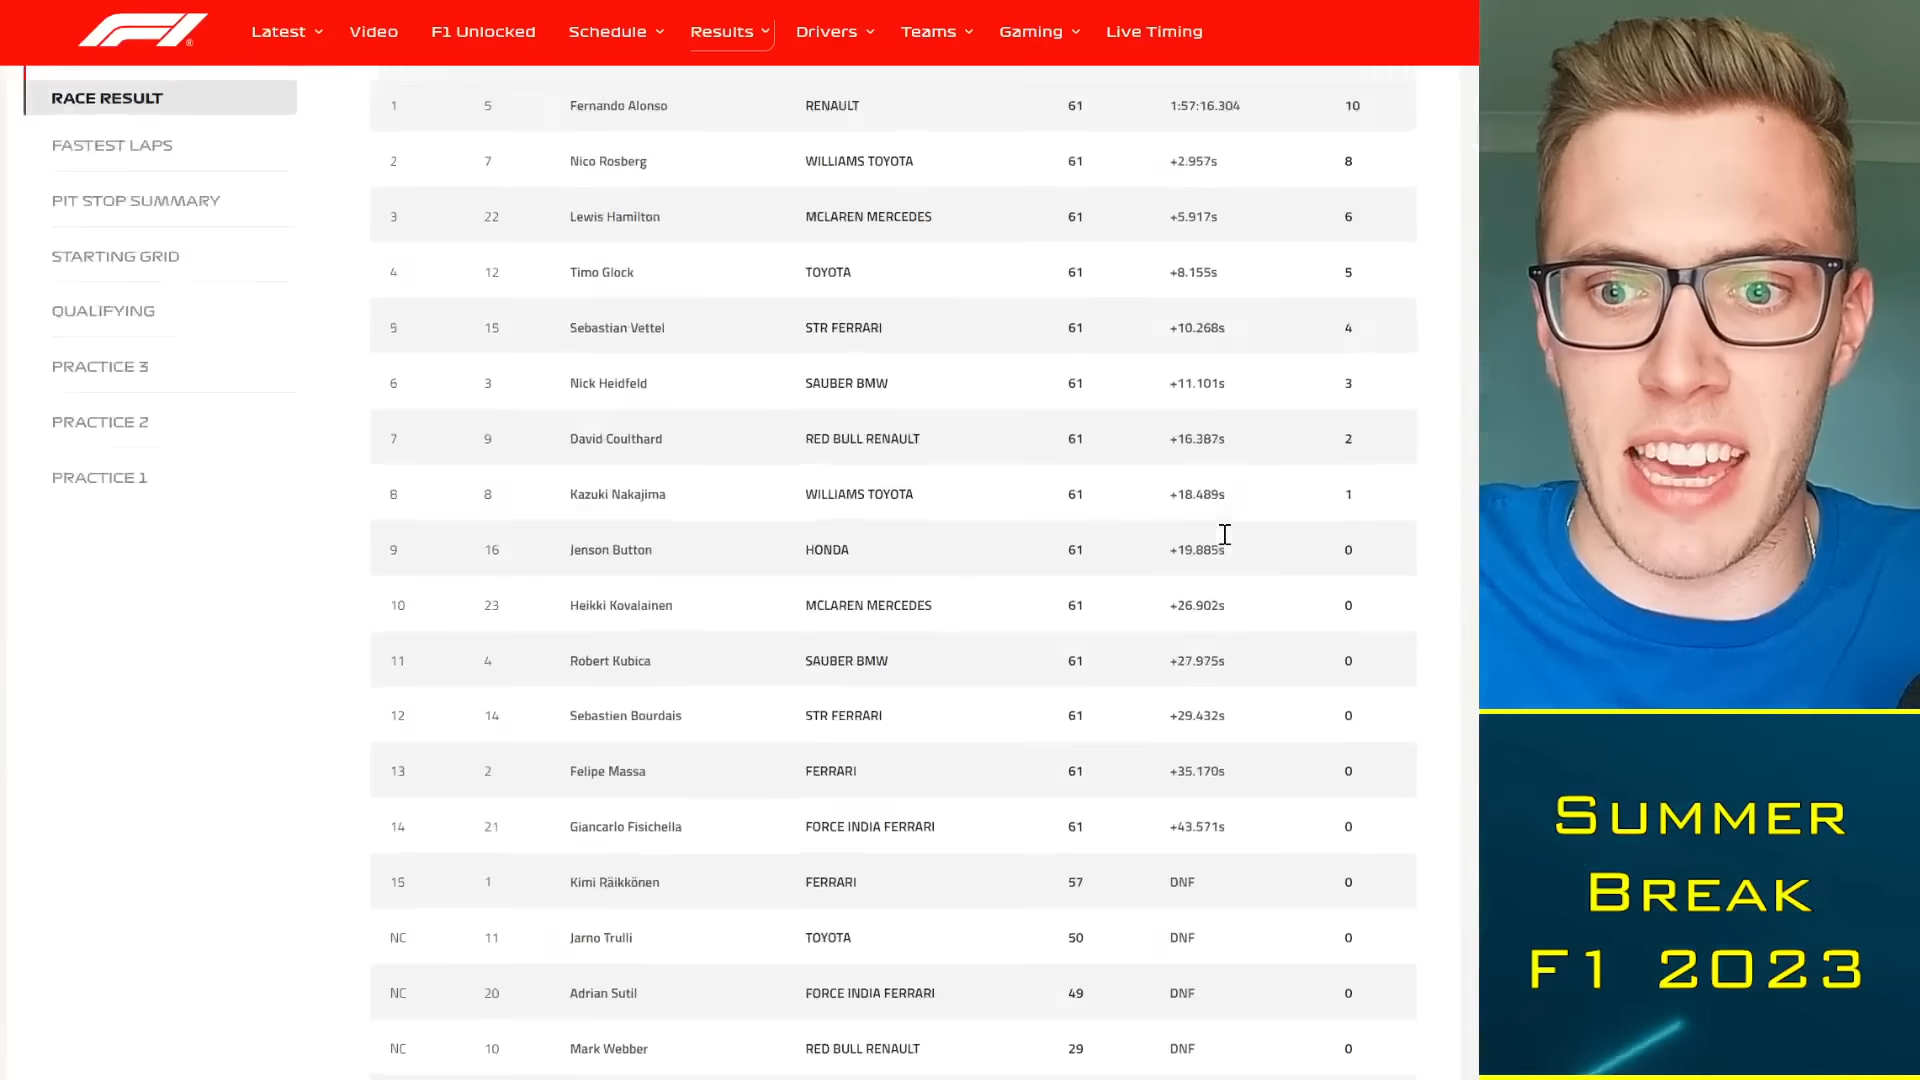 F1
Latest Video F1 Unlocked Schedule Results Drivers Teams Gaming Live Timing
RACE RESULT
FASTEST LAPS
PIT STOP SUMMARY
STARTING GRID
QUALIFYING
PRACTICE 3
PRACTICE 2
PRACTICE 1
1 5 Fernando Alonso RENAULT 61 1:57:16.304 10
2 7 Nico Rosberg WILLIAMS TOYOTA 61 +2.957s 8
3 22 Lewis Hamilton MCLAREN MERCEDES 61 +5.917s 6
4 12 Timo Glock TOYOTA 61 +8.155s 5
5 15 Sebastian Vettel STR FERRARI 61 +10.268s 4
6 3 Nick Heidfeld SAUBER BMW 61 +11.101s 3
7 9 David Coulthard RED BULL RENAULT 61 +16.387s 2
8 8 Kazuki Nakajima WILLIAMS TOYOTA 61 +18.489s 1
9 16 Jenson Button HONDA 61 +19.885s 0
10 23 Heikki Kovalainen MCLAREN MERCEDES 61 +26.902s 0
11 4 Robert Kubica SAUBER BMW 61 +27.975s 0
12 14 Sebastien Bourdais STR FERRARI 61 +29.432s 0
13 2 Felipe Massa FERRARI 61 +35.170s 0
14 21 Giancarlo Fisichella FORCE INDIA FERRARI 61 +43.571s 0
15 1 Kimi Räikkönen FERRARI 57 DNF 0
NC 11 Jarno Trulli TOYOTA 50 DNF 0
NC 20 Adrian Sutil FORCE INDIA FERRARI 49 DNF 0
NC 10 Mark Webber RED BULL RENAULT 29 DNF 0
SUMMER
BREAK
F1 2023